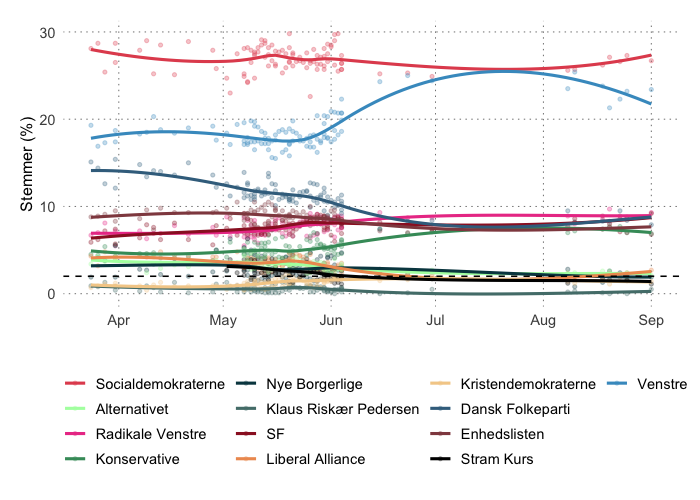 30
20
10
0
Stemmer (%)
Apr May Jun Jul Aug Sep
Socialdemokraterne Nye Borgerlige Kristendemokraterne Venstre
Alternativet Klaus Riskær Pedersen Dansk Folkeparti
Radikale Venstre SF Enhedslisten
Konservative Liberal Alliance Stram Kurs